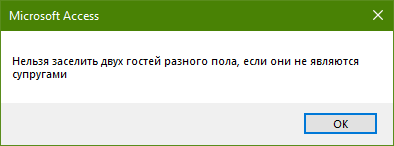 Microsoft Access
Нельзя заселить двух гостей разного пола, если они не являются
супругами
OK